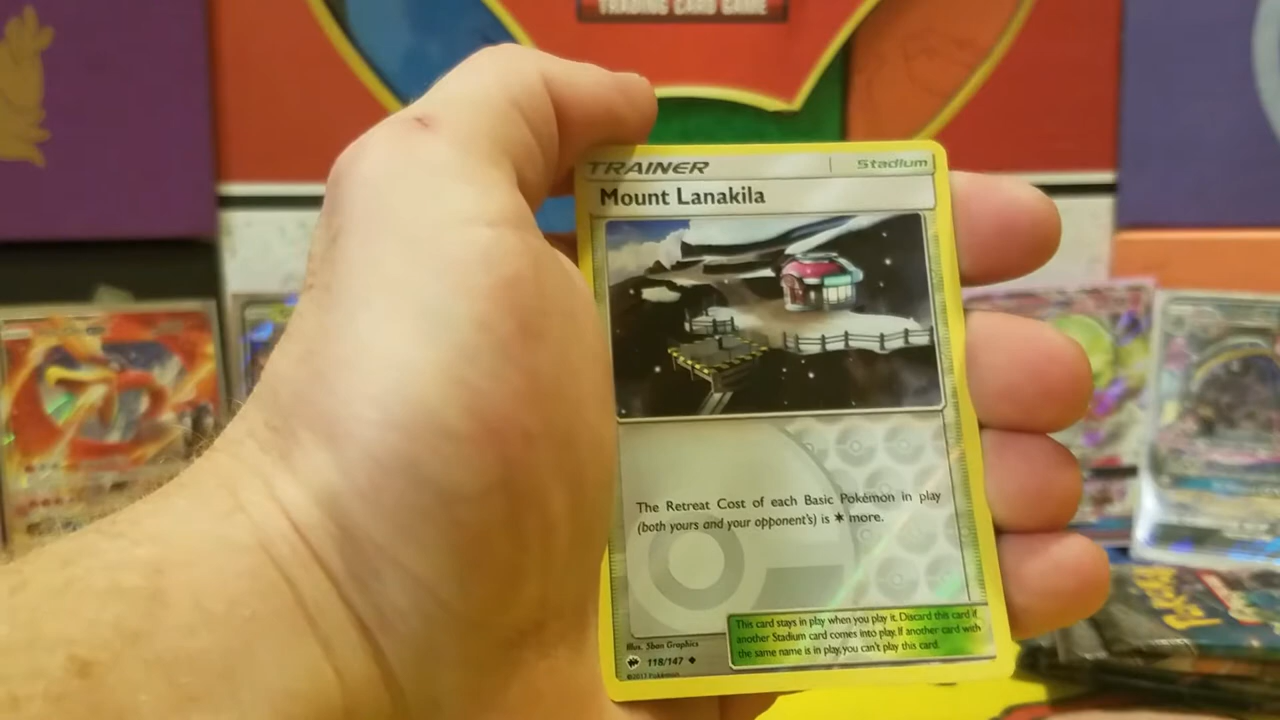 TRADING CARD GAME
TRAINER
Stadium
Mount Lanakila
The Retreat Cost of each Basic Pokémon in play
(both yours and your opponent's) is more.
This card stays in play when you play it. Discard this card if
another Stadium card comes into play. If another card with
the same name is in play, you can't play this card.
Illus. 5ban Graphics
118/147
©2017 Pokémon